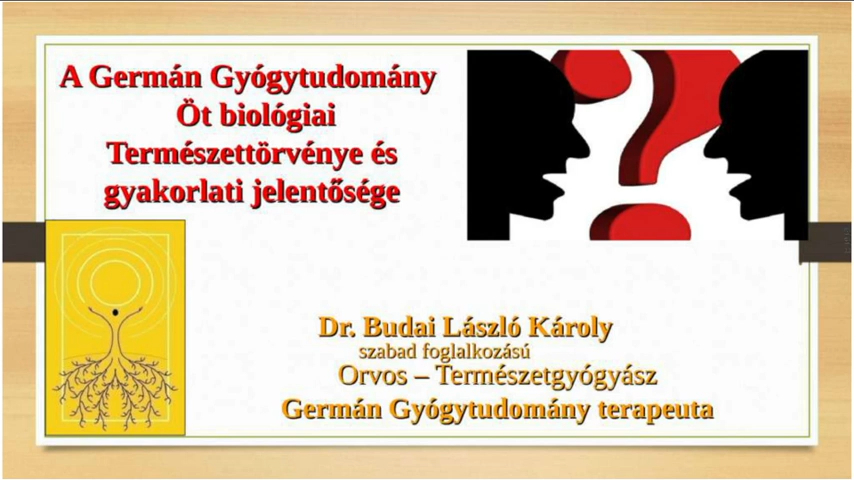 A Germán Gyógytudomány
Öt biológiai
Természettörvénye és
gyakorlati jelentősége
Dr. Budai László Károly
szabad foglalkozású
Orvos – Természetgyógyász
Germán Gyógytudomány terapeuta